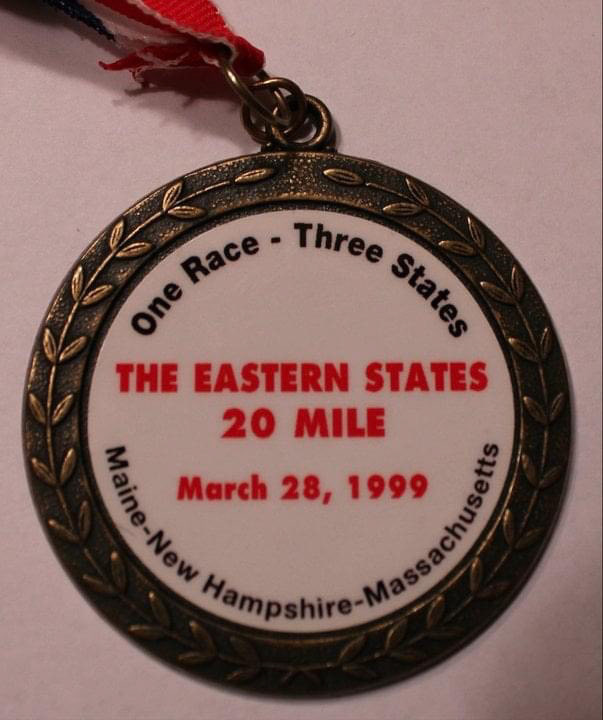 One Race - Three States
THE EASTERN STATES
20 MILE
March 28, 1999
Maine-New Hampshire-Massachusetts